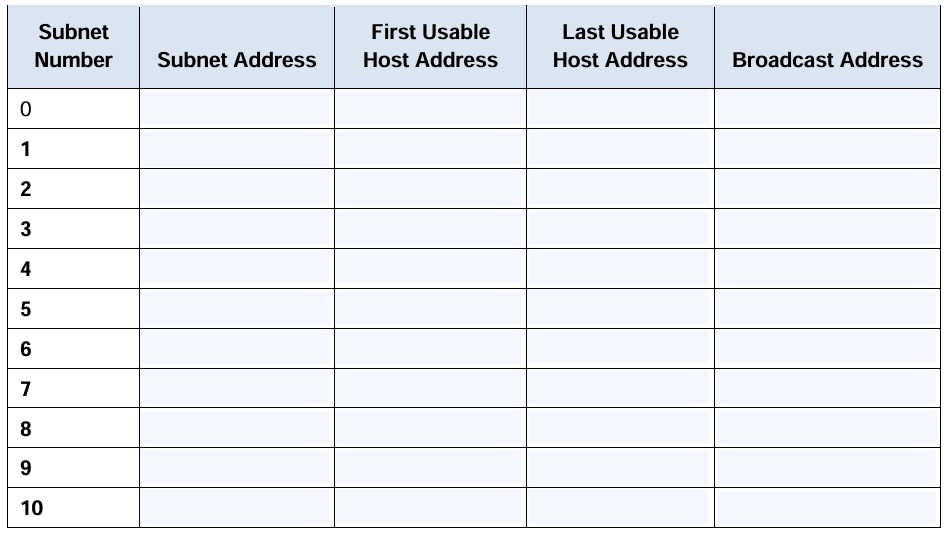 Subnet Number
Subnet Address
First Usable Host Address
Last Usable Host Address
Broadcast Address
0
1
2
3
4
5
6
7
8
9
10